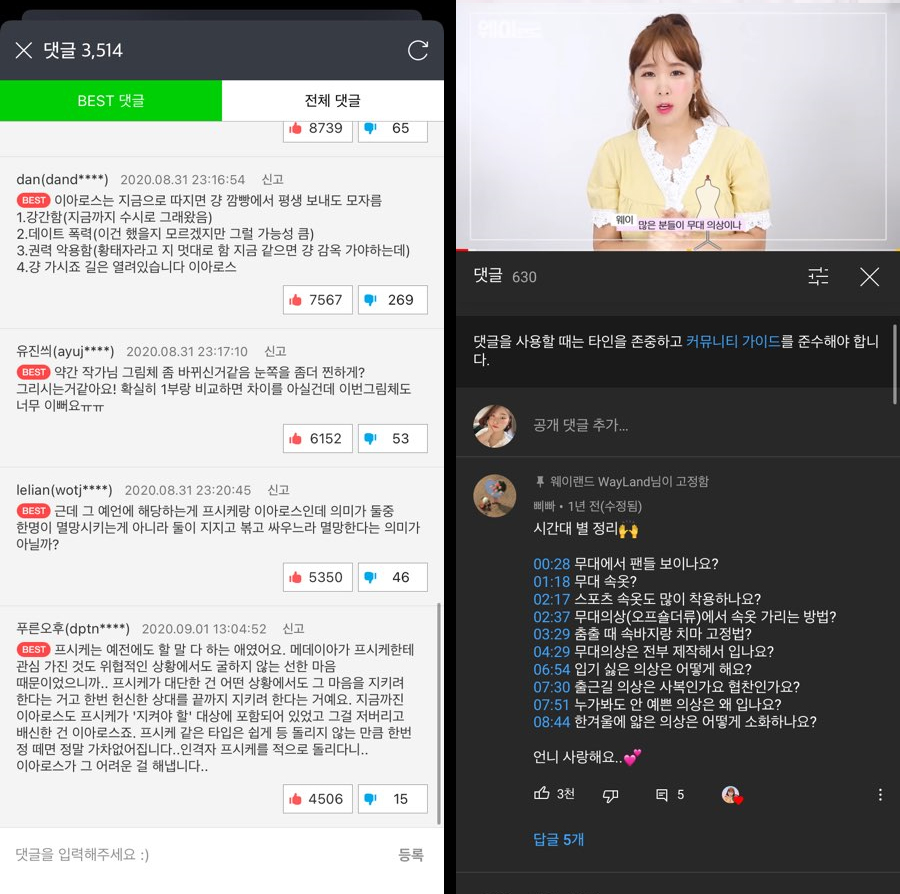 댓글 3,514
BEST 댓글
전체 댓글
8739
65
dan(dand****) 2020.08.31 23:16:54 신고
BEST 이아로스는 지금으로 따지면 걍 깜빵에서 평생 보내도 모자름
1.강간함(지금까지 수시로 그래왔음)
2.데이트 폭력(이건 했을지 모르겠지만 그럴 가능성 큼)
3.권력 악용함(황태자라고 지 멋대로 함 지금 같으면 걍 감옥 가야하는데)
4.걍 가시죠 길은 열려있습니다 이아로스
7567
269
유진씌(ayuj****) 2020.08.31 23:17:10 신고
BEST 약간 작가님 그림체 좀 바뀌신거같음 눈쪽을 좀더 찐하게?
그리시는거같아요! 확실히 1부랑 비교하면 차이를 아실건데 이번그림체도
너무 이뻐요ㅠㅠ
6152
53
lelian(wotj****) 2020.08.31 23:20:45 신고
BEST 근데 그 예언에 해당하는게 프시케랑 이아로스인데 의미가 둘중
한명이 멸망시키는게 아니라 둘이 지지고 볶고 싸우느라 멸망한다는 의미가
아닐까?
5350
46
푸른오후(dptn****) 2020.09.01 13:04:52 신고
BEST 프시케는 예전에도 할 말 다 하는 애였어요. 메데이아가 프시케한테
관심 가진 것도 위협적인 상황에서도 굴하지 않는 선한 마음
때문이었으니까.. 프시케가 대단한 건 어떤 상황에서도 그 마음을 지키려
한다는 거고 한번 헌신한 상대를 끝까지 지키려 한다는 거예요. 지금까진
이아로스도 프시케가 '지켜야 할' 대상에 포함되어 있었고 그걸 저버리고
배신한 건 이아로스죠. 프시케 같은 타입은 쉽게 등 돌리지 않는 만큼 한번
정 떼면 정말 가차없어집니다..인격자 프시케를 적으로 돌리다니..
이아로스가 그 어려운 걸 해냅니다..
4506
15
댓글을 입력해주세요 :)
등록
웨이랜드
웨이
많은 분들이 무대 의상이나
댓글 630
댓글을 사용할 때는 타인을 존중하고 커뮤니티 가이드를 준수해야 합니
다.
공개 댓글 추가...
웨이랜드 WayLand님이 고정함
삐빠 • 1년 전(수정됨)
시간대 별 정리🙌
00:28 무대에서 팬들 보이나요?
01:18 무대 속옷?
02:17 스포츠 속옷도 많이 착용하나요?
02:37 무대의상(오프숄더류)에서 속옷 가리는 방법?
03:29 춤출 때 속바지랑 치마 고정법?
04:29 무대의상은 전부 제작해서 입나요?
06:54 입기 싫은 의상은 어떻게 해요?
07:30 출근길 의상은 사복인가요 협찬인가요?
07:51 누가봐도 안 예쁜 의상은 왜 입나요?
08:44 한겨울에 얇은 의상은 어떻게 소화하나요?
언니 사랑해요..💕
3천
5
답글 5개